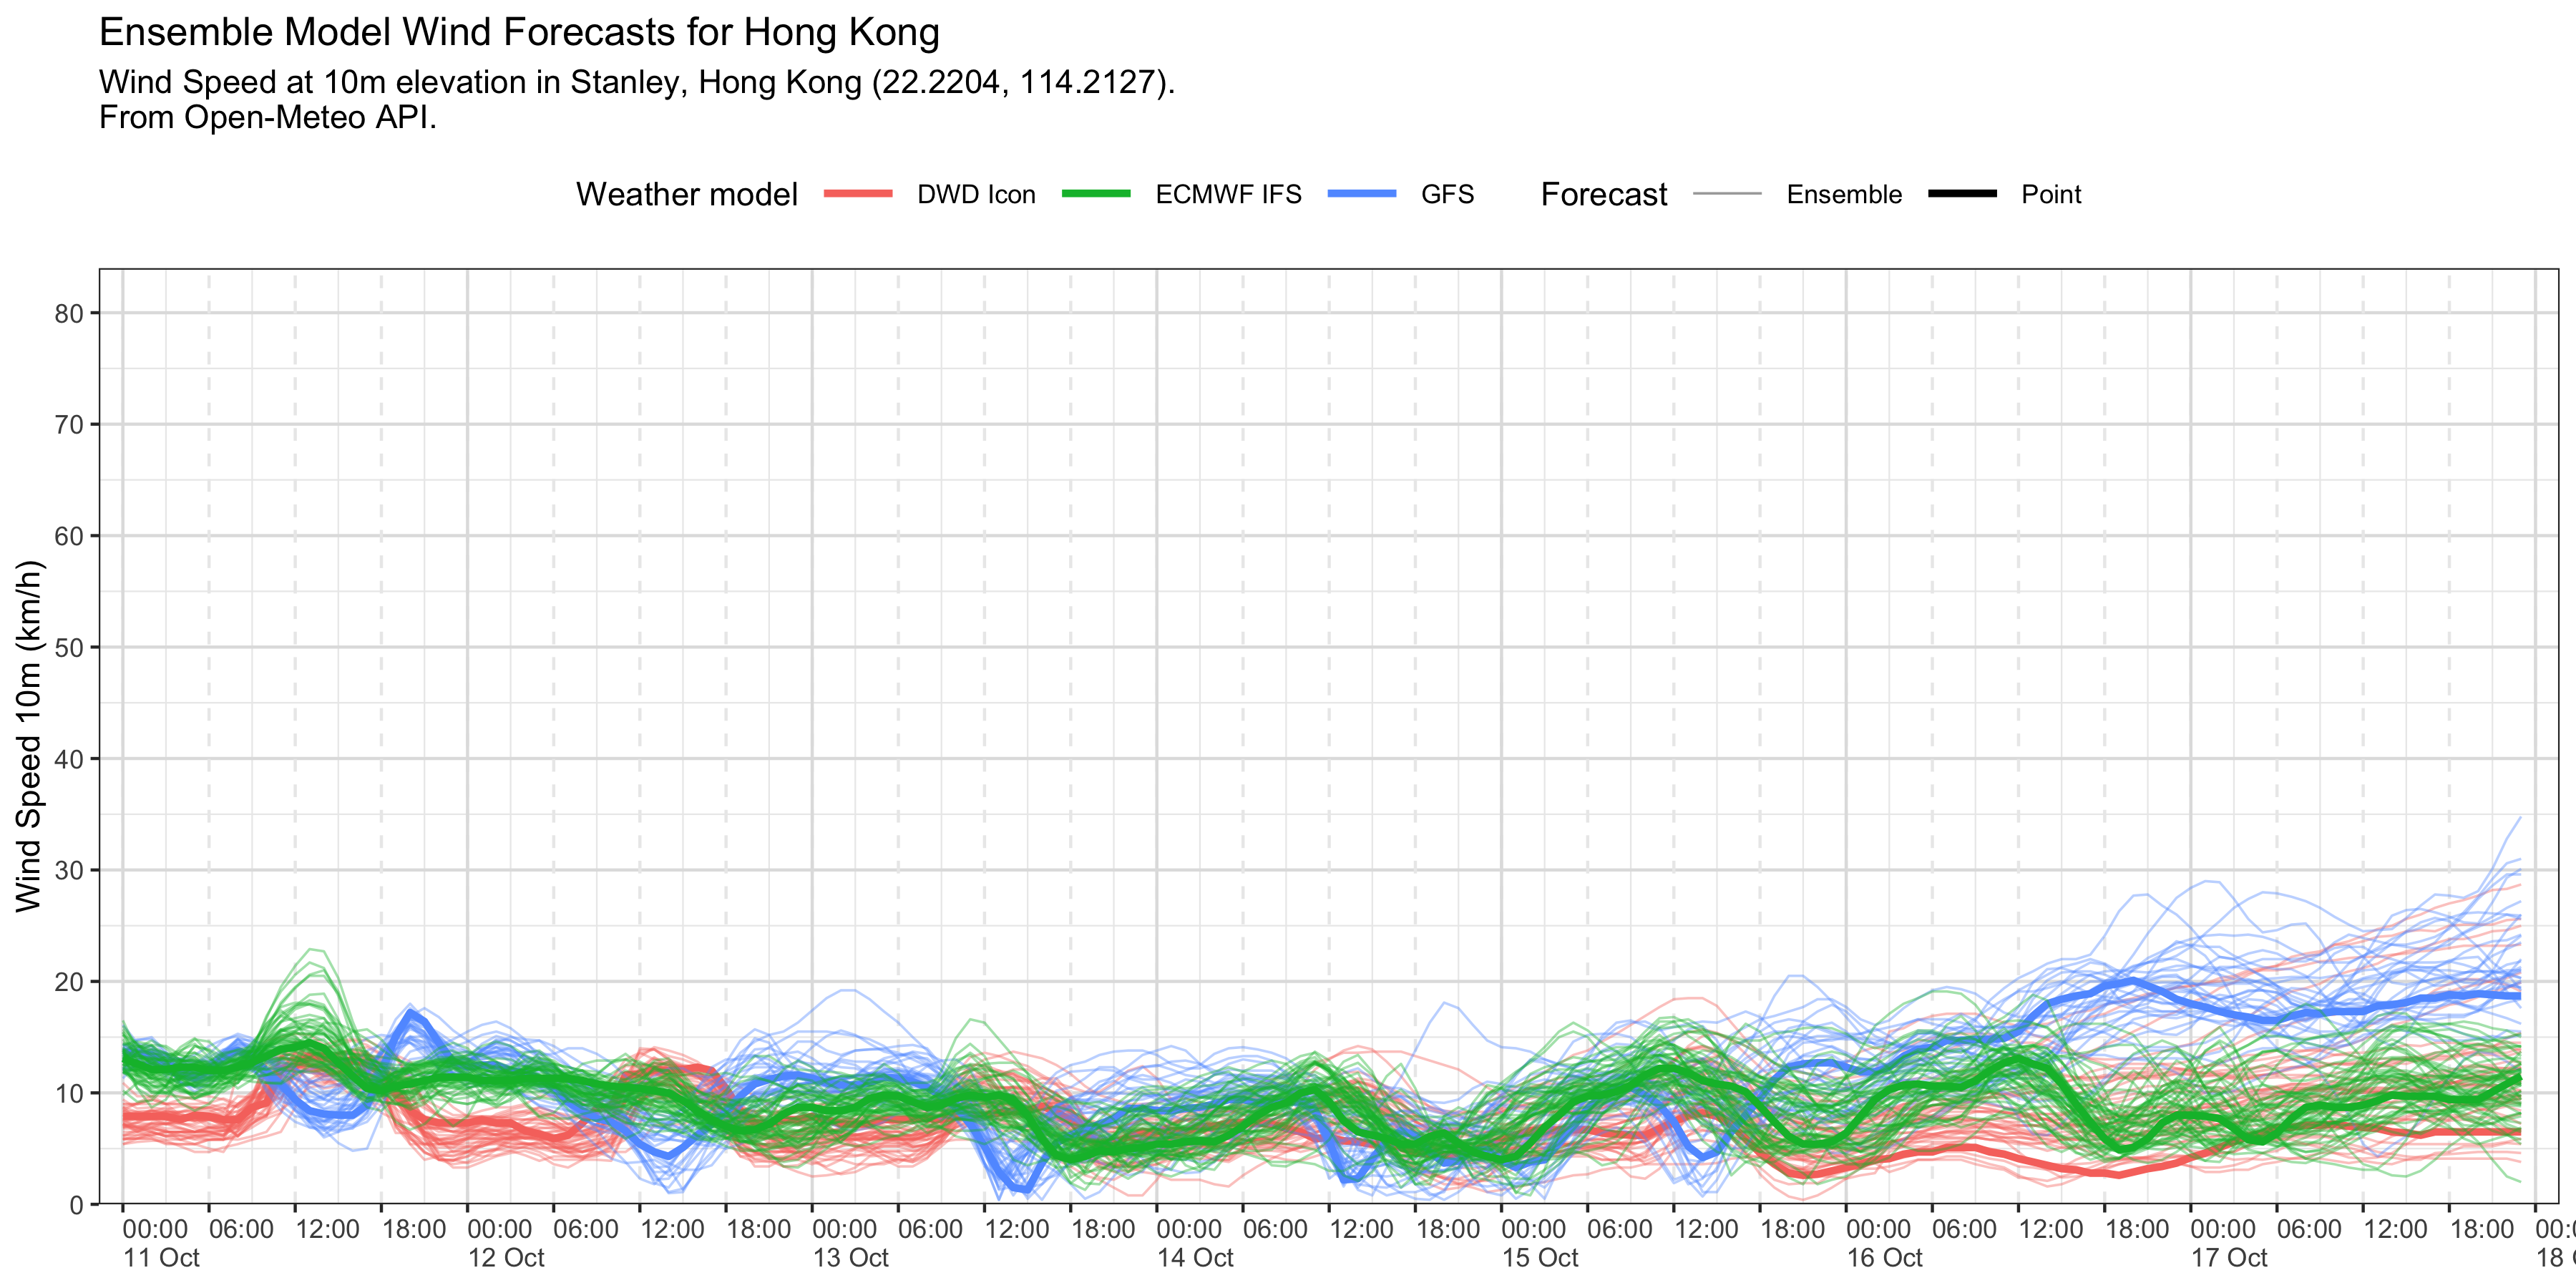 Ensemble Model Wind Forecasts for Hong Kong
Wind Speed at 10m elevation in Stanley, Hong Kong (22.2204, 114.2127).
From Open-Meteo API.
Weather model DWD Icon ECMWF IFS GFS Forecast Ensemble Point
80
70
60
50
40
30
20
10
0
Wind Speed 10m (km/h)
00:00 06:00 12:00 18:00 00:00 06:00 12:00 18:00 00:00 06:00 12:00 18:00 00:00 06:00 12:00 18:00 00:00 06:00 12:00 18:00 00:00 06:00 12:00 18:00 00:00 06:00 12:00 18:00
11 Oct 12 Oct 13 Oct 14 Oct 15 Oct 16 Oct 17 Oct 18